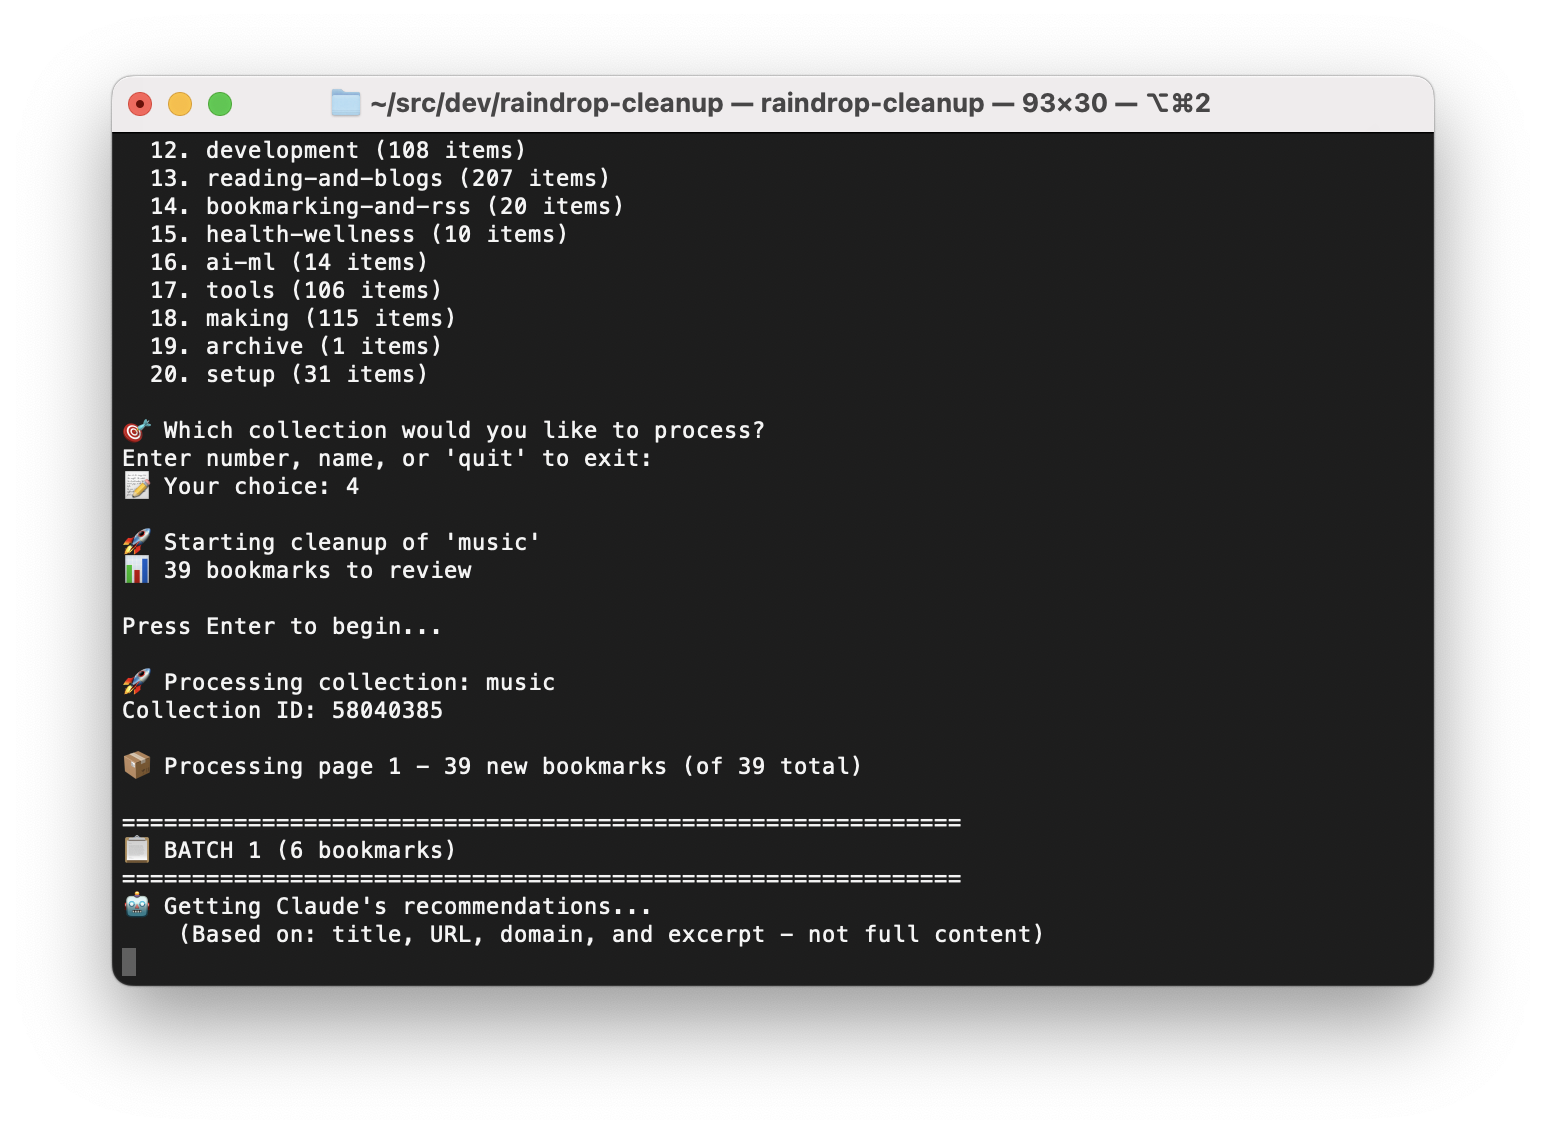 ~/src/dev/raindrop-cleanup — raindrop-cleanup — 93×30 — ⌥⌘2
12. development (108 items)
13. reading-and-blogs (207 items)
14. bookmarking-and-rss (20 items)
15. health-wellness (10 items)
16. ai-ml (14 items)
17. tools (106 items)
18. making (115 items)
19. archive (1 items)
20. setup (31 items)
🎯 Which collection would you like to process?
Enter number, name, or 'quit' to exit:
📝 Your choice: 4
🚀 Starting cleanup of 'music'
📊 39 bookmarks to review
Press Enter to begin...
🚀 Processing collection: music
Collection ID: 58040385
📦 Processing page 1 - 39 new bookmarks (of 39 total)
============================================================
📋 BATCH 1 (6 bookmarks)
============================================================
🤖 Getting Claude's recommendations...
(Based on: title, URL, domain, and excerpt - not full content)